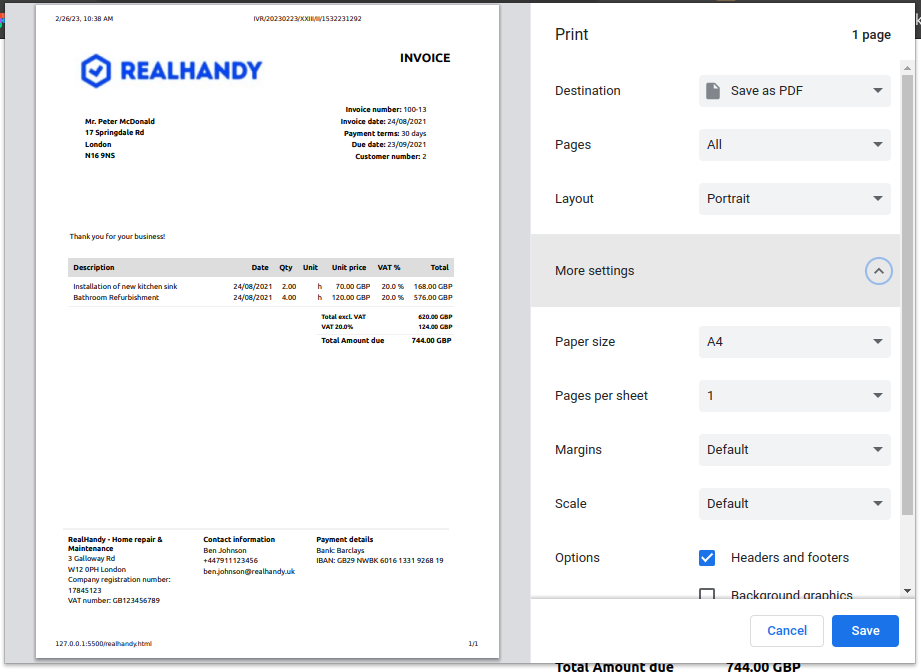 2/26/23, 10:38 AM IVR/20230223/XXIII/II/1532231292
REALHANDY
INVOICE
Mr. Peter McDonald
17 Springdale Rd
London
N16 9NS
Invoice number: 100-13
Invoice date: 24/08/2021
Payment terms: 30 days
Due date: 23/09/2021
Customer number: 2
Thank you for your business!
Description Date Qty Unit Unit price VAT % Total
Installation of new kitchen sink 24/08/2021 2.00 h 70.00 GBP 20.0 % 168.00 GBP
Bathroom Refurbishment 24/08/2021 4.00 h 120.00 GBP 20.0 % 576.00 GBP
Total excl. VAT 620.00 GBP
VAT 20.0% 124.00 GBP
Total Amount due 744.00 GBP
RealHandy - Home repair &
Maintenance
3 Galloway Rd
W12 0PH London
Company registration number:
17845123
VAT number: GB123456789
Contact information
Ben Johnson
+447911123456
ben.johnson@realhandy.uk
Payment details
Bank: Barclays
IBAN: GB29 NWBK 6016 1331 9268 19
127.0.0.1:5500/realhandy.html 1/1
Print 1 page
Destination Save as PDF
Pages All
Layout Portrait
More settings
Paper size A4
Pages per sheet 1
Margins Default
Scale Default
Options Headers and footers
Background graphics
Cancel Save
Total Amount due 744.00 GBP